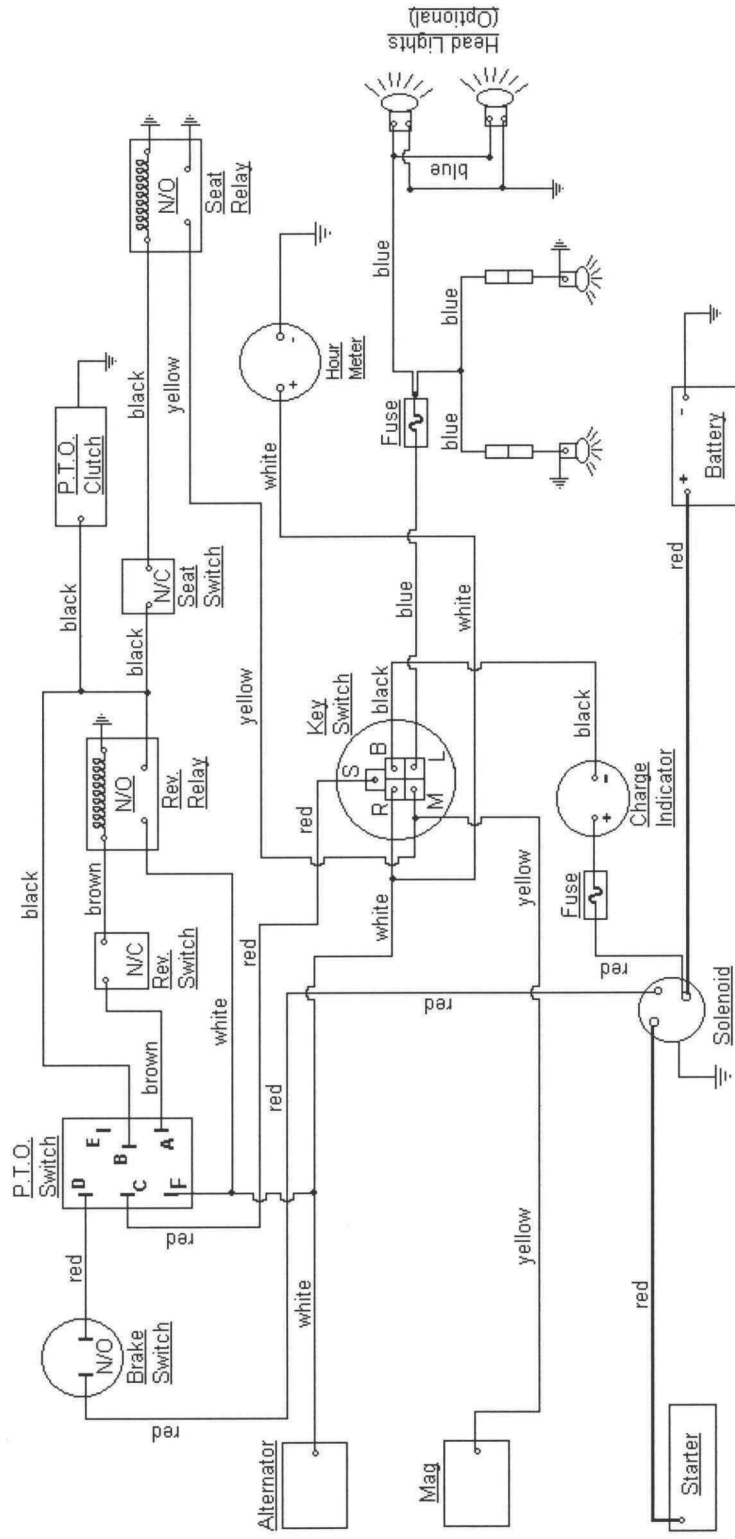 P.T.O.
Switch
D
E
B
C
A
F
red
N/O
Brake
Switch
red
red
brown
N/C
Rev.
Switch
brown
N/O
Rev.
Relay
black
black
P.T.O.
Clutch
black
N/C
Seat
Switch
black
yellow
N/O
Seat
Relay
white
red
red
red
yellow
Key
Switch
S
R
B
M
L
white
black
blue
white
white
+
-
Hour
Meter
Fuse
blue
blue
blue
blue
Head Lights
(Optional)
white
Alternator
yellow
yellow
Mag
red
black
Charge
Indicator
+
-
Fuse
red
Solenoid
red
+
-
Battery
red
Starter